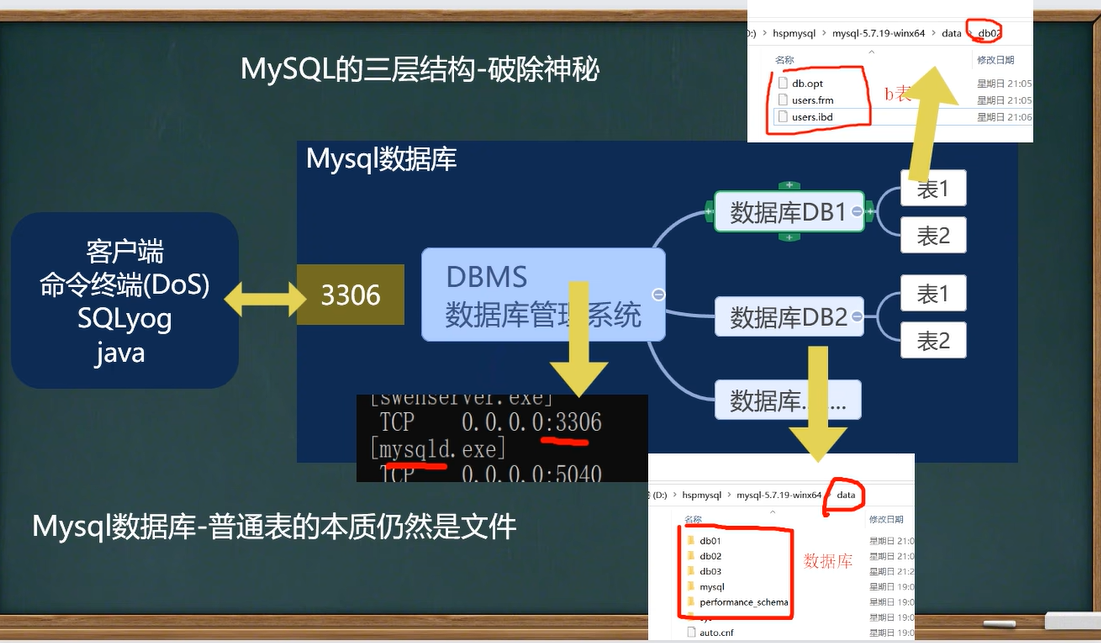 MySQL的三层结构-破除神秘
hspmysql > mysql-5.7.19-winx64 > data > db02
名称 修改日期
db.opt 星期日 21:05
users.frm 星期日 21:05
users.ibd 星期日 21:06
b表
Mysql数据库
客户端
命令终端(DoS)
SQLyog
java
3306
DBMS
数据库管理系统
数据库DB1
表1
表2
数据库DB2
表1
表2
数据库......
[swenserver.exe]
TCP 0.0.0.0:3306
[mysqld.exe]
TCP 0.0.0.0:5040
(D:) > hspmysql > mysql-5.7.19-winx64 > data
名称 修改日期
db01 星期日 21:0
db02 星期日 21:0
db03 星期日 21:2
mysql 星期日 19:0
performance_schema 星期日 19:0
星期日 19:0
auto.cnf 星期日 19:0
数据库
Mysql数据库-普通表的本质仍然是文件